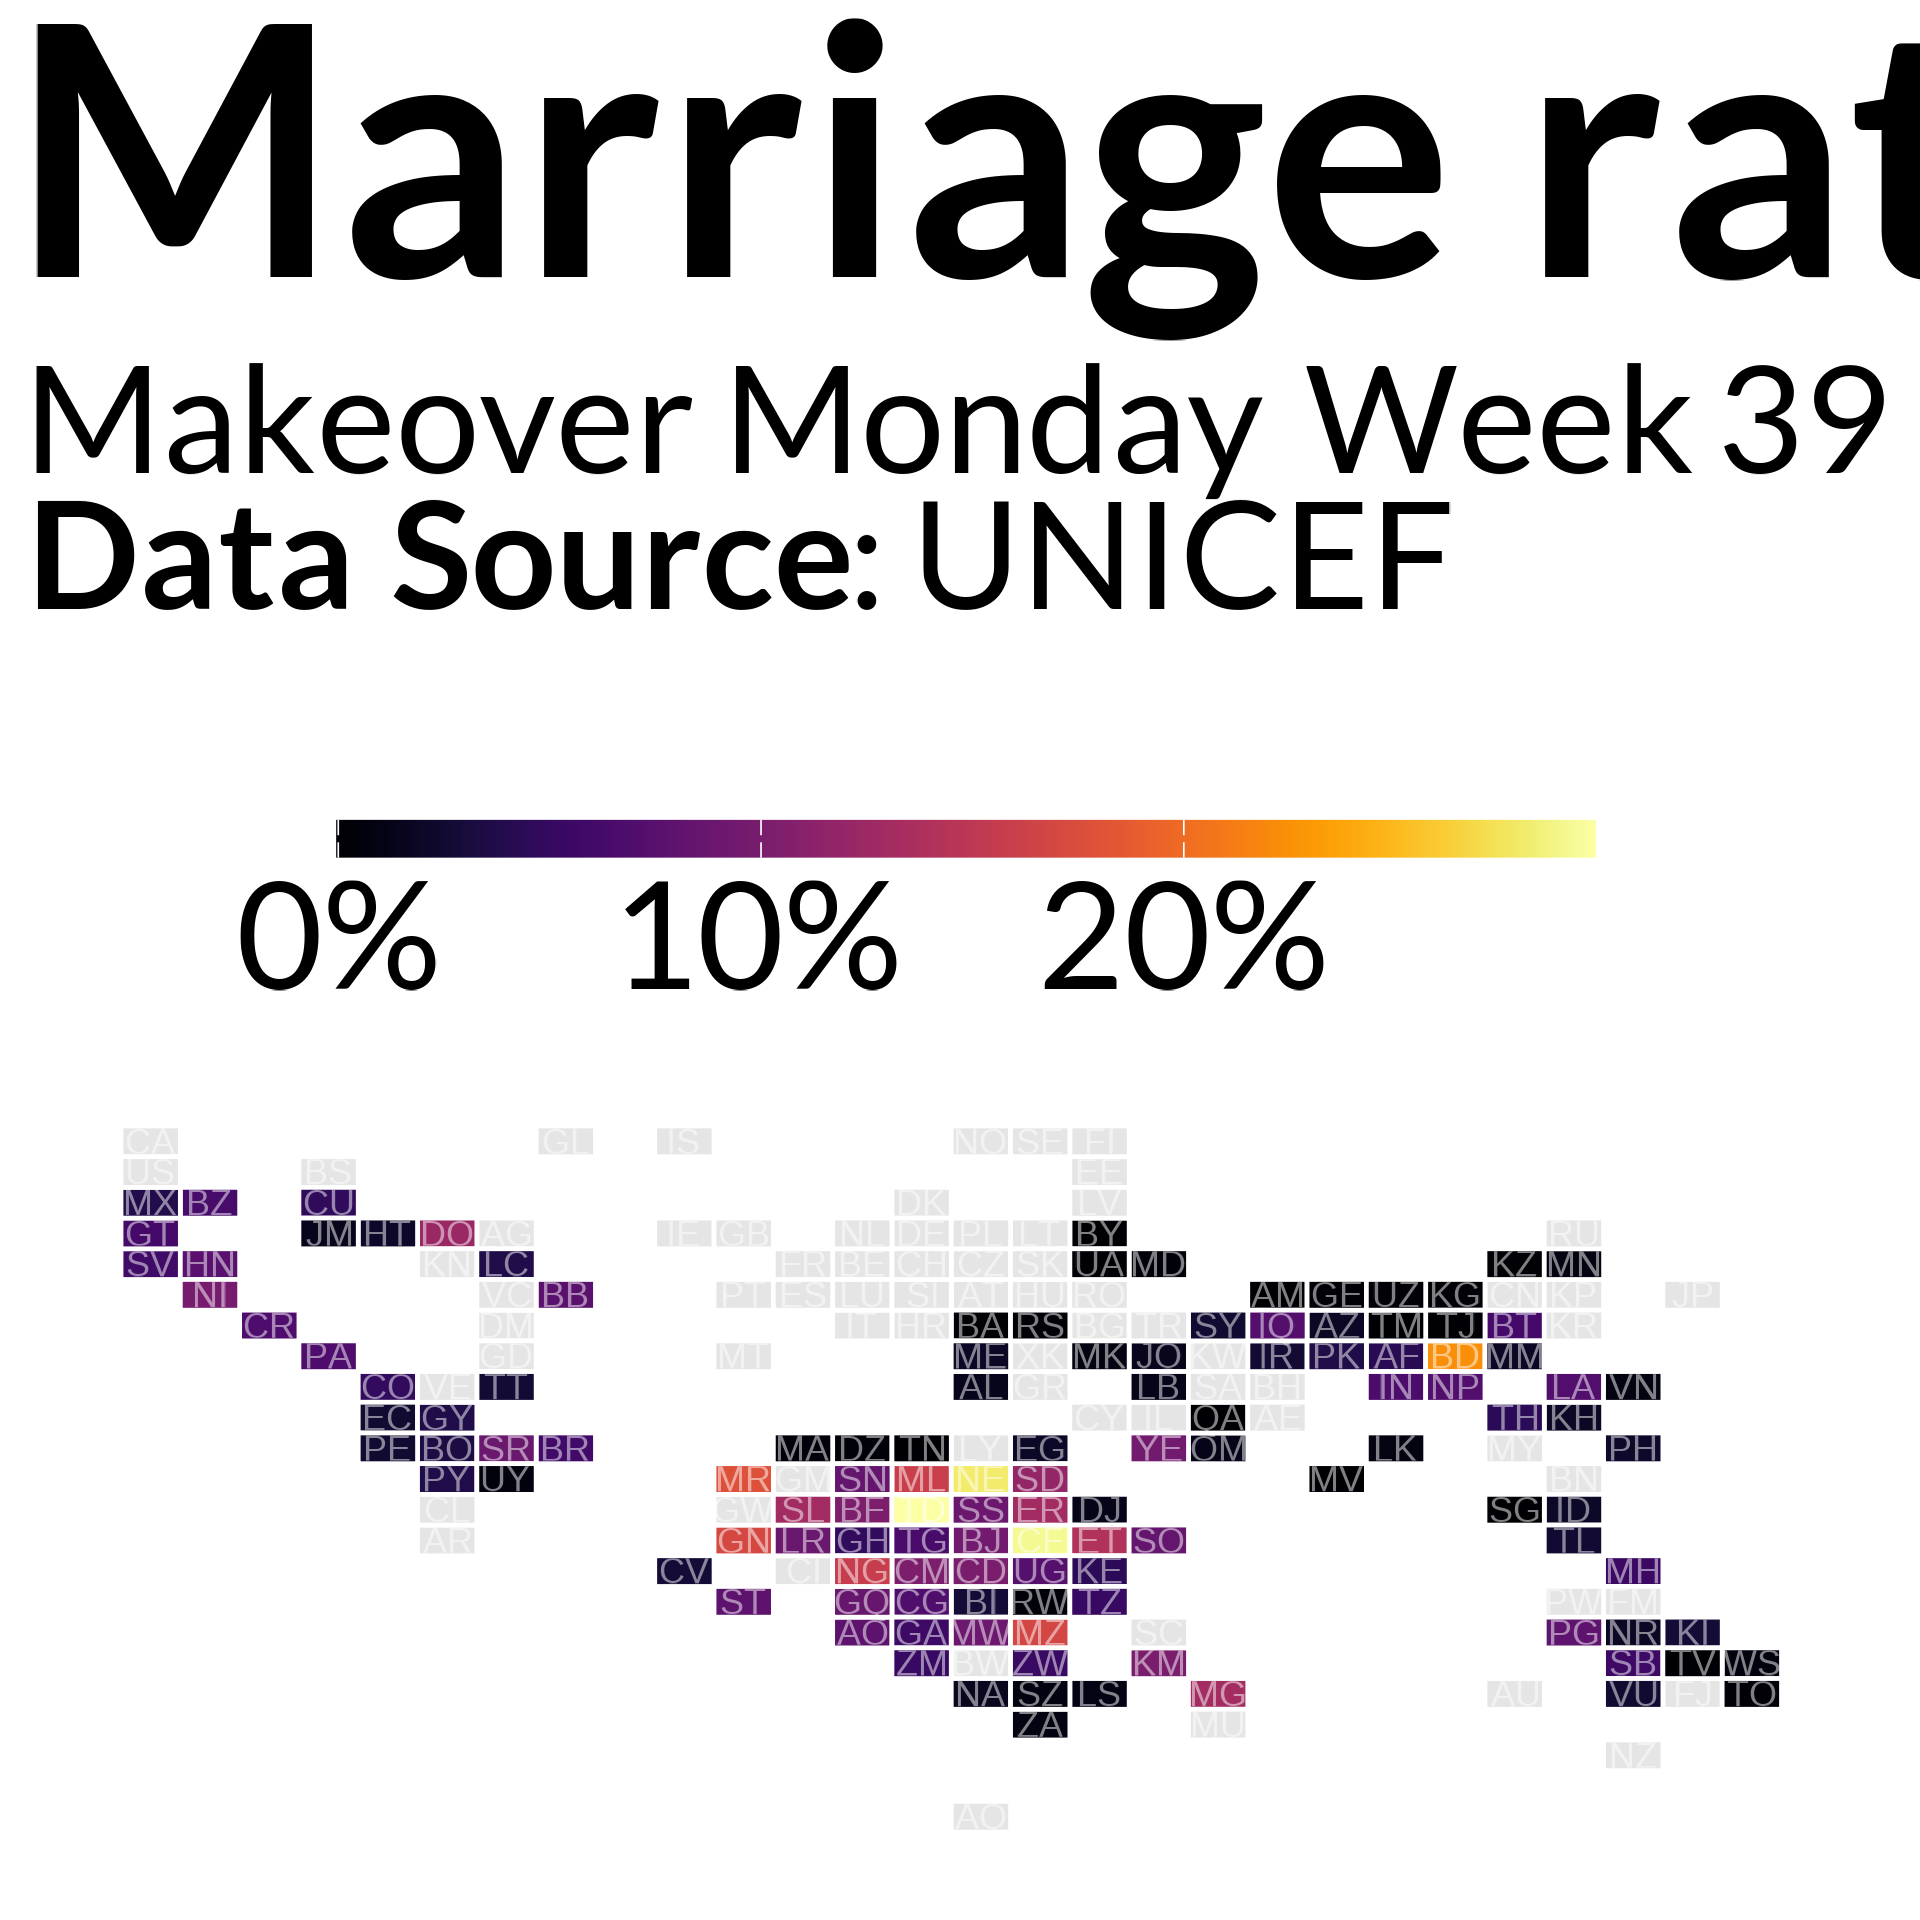 Marriage rat
Makeover Monday Week 39
Data Source: UNICEF
0% 10% 20%
CA GL IS NO SE FI
US BS EE
MX BZ CU DK LV
GT JM HT DO AG IE GB NL DE PL LT BY RU
SV HN KN LC FR BE CH CZ SK UA MD KZ MN
NI VC BB PT ES LU SI AT HU RO AM GE UZ KG CN KP JP
CR DM IT HR BA RS BG TR SY IQ AZ TM TJ BT KR
PA GD MT ME XK MK JO KW IR PK AF BD MM
CO VE TT AL GR LB SA BH IN NP LA VN
EC GY CY IL QA AE TH KH
PE BO SR BR MA DZ TN LY EG YE OM LK MY PH
PY UY MR GM SN ML NE SD MV BN
CL GW SL BF TD SS ER DJ SG ID
AR GN LR GH TG BJ CF ET SO TL
CV CI NG CM CD UG KE MH
ST GQ CG BI RW TZ PW FM
AO GA MW MZ SC PG NR KI
ZM BW ZW KM SB TV WS
NA SZ LS MG AU VU FJ TO
ZA MU
NZ
AQ